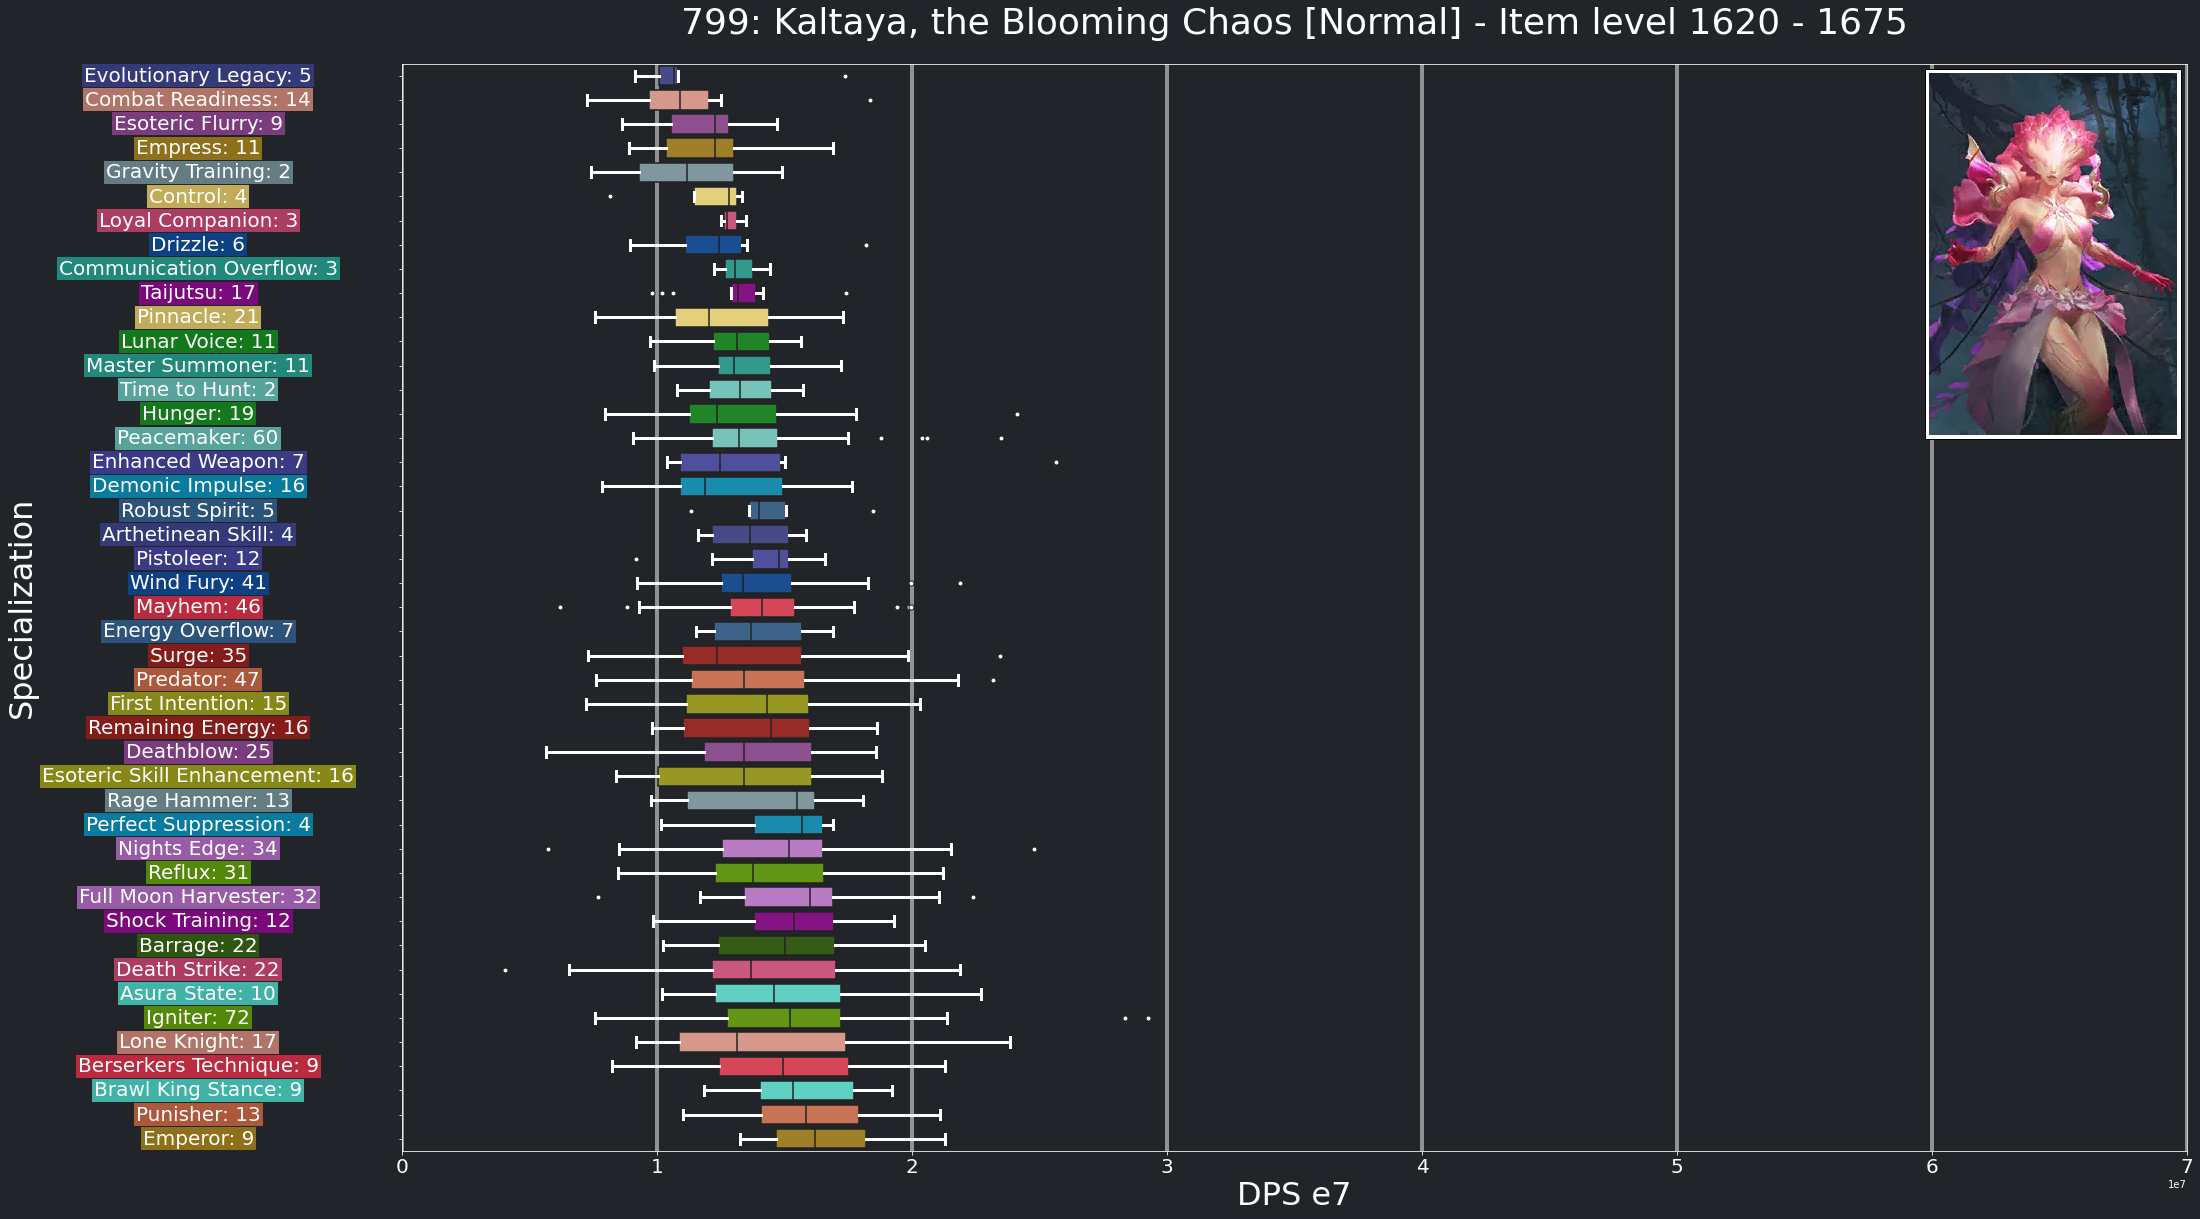 799: Kaltaya, the Blooming Chaos [Normal] - Item level 1620 - 1675
Specialization
Evolutionary Legacy: 5
Combat Readiness: 14
Esoteric Flurry: 9
Empress: 11
Gravity Training: 2
Control: 4
Loyal Companion: 3
Drizzle: 6
Communication Overflow: 3
Taijutsu: 17
Pinnacle: 21
Lunar Voice: 11
Master Summoner: 11
Time to Hunt: 2
Hunger: 19
Peacemaker: 60
Enhanced Weapon: 7
Demonic Impulse: 16
Robust Spirit: 5
Arthetinean Skill: 4
Pistoleer: 12
Wind Fury: 41
Mayhem: 46
Energy Overflow: 7
Surge: 35
Predator: 47
First Intention: 15
Remaining Energy: 16
Deathblow: 25
Esoteric Skill Enhancement: 16
Rage Hammer: 13
Perfect Suppression: 4
Nights Edge: 34
Reflux: 31
Full Moon Harvester: 32
Shock Training: 12
Barrage: 22
Death Strike: 22
Asura State: 10
Igniter: 72
Lone Knight: 17
Berserkers Technique: 9
Brawl King Stance: 9
Punisher: 13
Emperor: 9
0 1 2 3 4 5 6 7
1e7
DPS e7